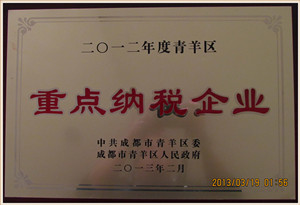 二〇一二年度青羊区
重点纳税企业
中共成都市青羊区委
成都市青羊区人民政府
二〇一三年二月
2013/03/19 01:56